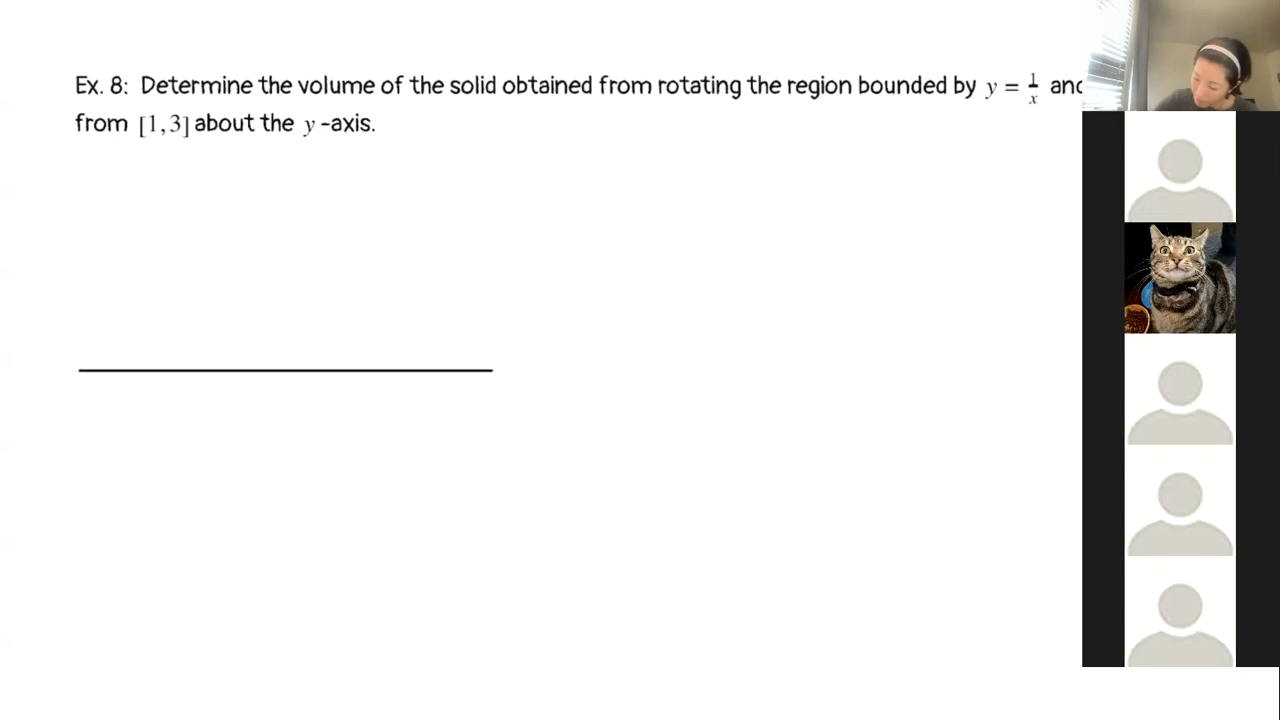 Ex. 8: Determine the volume of the solid obtained from rotating the region bounded by y = 1/x
from [1,3] about the y-axis.